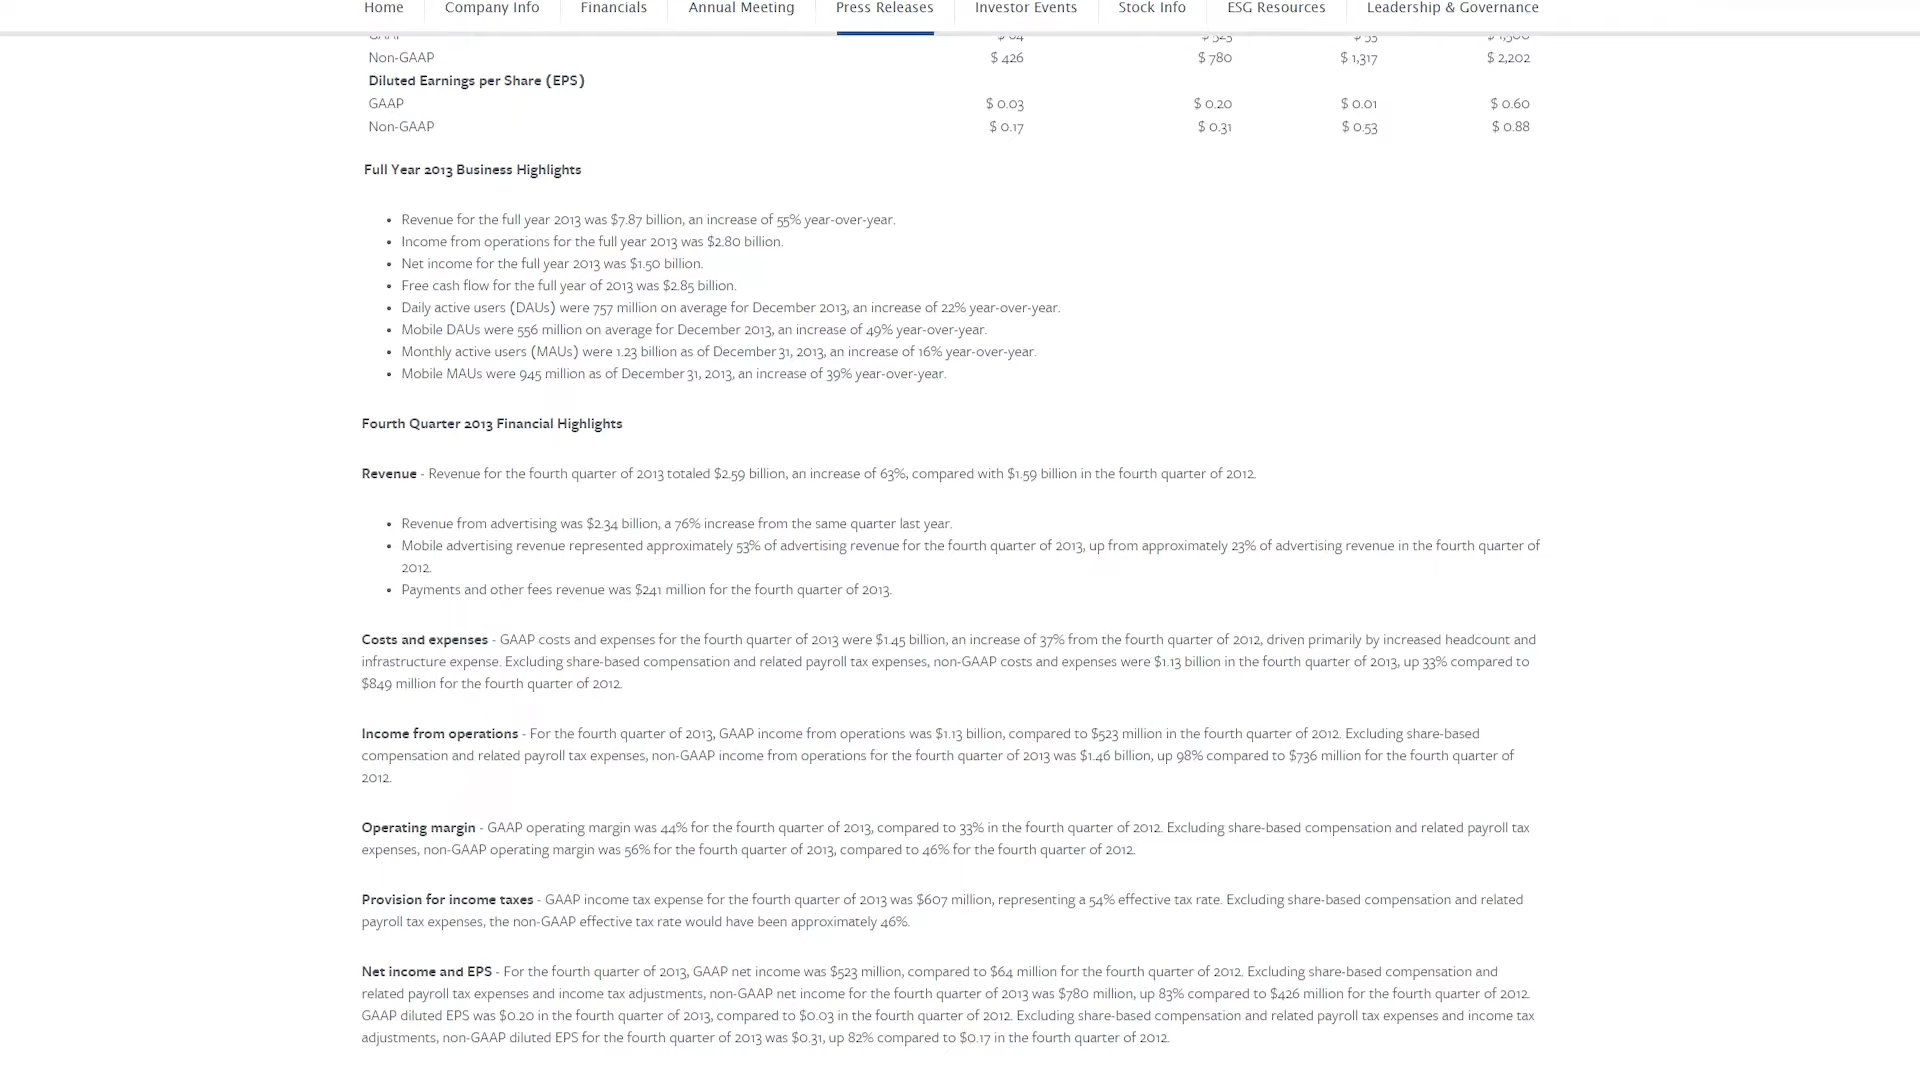 Home Company Info Financials Annual Meeting Press Releases Investor Events Stock Info ESG Resources Leadership & Governance
GAAP $ 64 $ 523 $ 53 $ 1,500
Non-GAAP $ 426 $ 780 $ 1,317 $ 2,202
Diluted Earnings per Share (EPS)
GAAP $ 0.03 $ 0.20 $ 0.01 $ 0.60
Non-GAAP $ 0.17 $ 0.31 $ 0.53 $ 0.88
Full Year 2013 Business Highlights
• Revenue for the full year 2013 was $7.87 billion, an increase of 55% year-over-year.
• Income from operations for the full year 2013 was $2.80 billion.
• Net income for the full year 2013 was $1.50 billion.
• Free cash flow for the full year of 2013 was $2.85 billion.
• Daily active users (DAUs) were 757 million on average for December 2013, an increase of 22% year-over-year.
• Mobile DAUs were 556 million on average for December 2013, an increase of 49% year-over-year.
• Monthly active users (MAUs) were 1.23 billion as of December 31, 2013, an increase of 16% year-over-year.
• Mobile MAUs were 945 million as of December 31, 2013, an increase of 39% year-over-year.
Fourth Quarter 2013 Financial Highlights
Revenue - Revenue for the fourth quarter of 2013 totaled $2.59 billion, an increase of 63%, compared with $1.59 billion in the fourth quarter of 2012.
• Revenue from advertising was $2.34 billion, a 76% increase from the same quarter last year.
• Mobile advertising revenue represented approximately 53% of advertising revenue for the fourth quarter of 2013, up from approximately 23% of advertising revenue in the fourth quarter of
2012.
• Payments and other fees revenue was $241 million for the fourth quarter of 2013.
Costs and expenses - GAAP costs and expenses for the fourth quarter of 2013 were $1.45 billion, an increase of 37% from the fourth quarter of 2012, driven primarily by increased headcount and
infrastructure expense. Excluding share-based compensation and related payroll tax expenses, non-GAAP costs and expenses were $1.13 billion in the fourth quarter of 2013, up 33% compared to
$849 million for the fourth quarter of 2012.
Income from operations - For the fourth quarter of 2013, GAAP income from operations was $1.13 billion, compared to $523 million in the fourth quarter of 2012. Excluding share-based
compensation and related payroll tax expenses, non-GAAP income from operations for the fourth quarter of 2013 was $1.46 billion, up 98% compared to $736 million for the fourth quarter of
2012.
Operating margin - GAAP operating margin was 44% for the fourth quarter of 2013, compared to 33% in the fourth quarter of 2012. Excluding share-based compensation and related payroll tax
expenses, non-GAAP operating margin was 56% for the fourth quarter of 2013, compared to 46% for the fourth quarter of 2012.
Provision for income taxes - GAAP income tax expense for the fourth quarter of 2013 was $607 million, representing a 54% effective tax rate. Excluding share-based compensation and related
payroll tax expenses, the non-GAAP effective tax rate would have been approximately 46%.
Net income and EPS - For the fourth quarter of 2013, GAAP net income was $523 million, compared to $64 million for the fourth quarter of 2012. Excluding share-based compensation and
related payroll tax expenses and income tax adjustments, non-GAAP net income for the fourth quarter of 2013 was $780 million, up 83% compared to $426 million for the fourth quarter of 2012.
GAAP diluted EPS was $0.20 in the fourth quarter of 2013, compared to $0.03 in the fourth quarter of 2012. Excluding share-based compensation and related payroll tax expenses and income tax
adjustments, non-GAAP diluted EPS for the fourth quarter of 2013 was $0.31, up 82% compared to $0.17 in the fourth quarter of 2012.